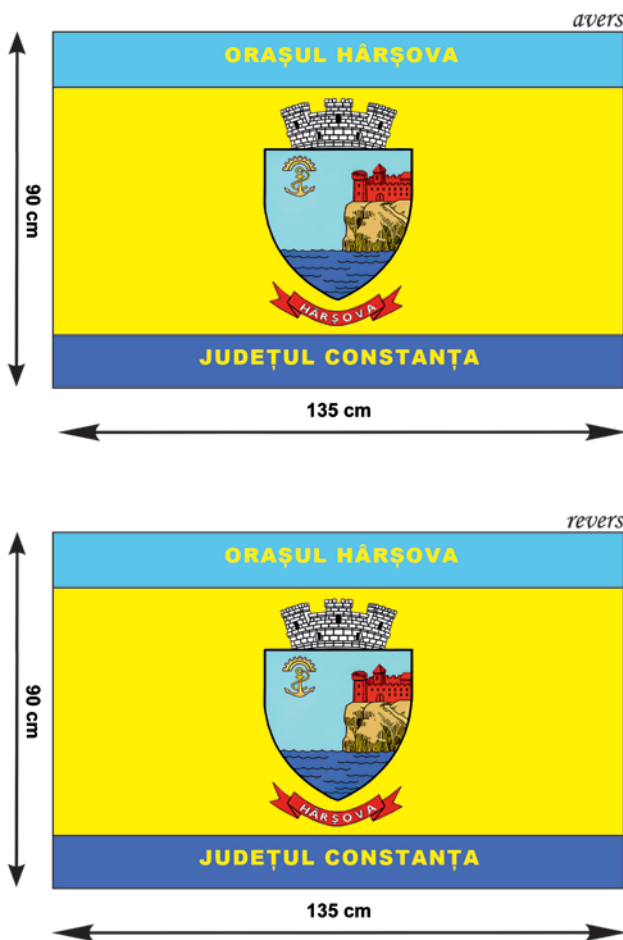 avers
ORAȘUL HÂRȘOVA
90 cm
HÂRȘOVA
JUDEȚUL CONSTANȚA
135 cm
revers
ORAȘUL HÂRȘOVA
90 cm
HÂRȘOVA
JUDEȚUL CONSTANȚA
135 cm